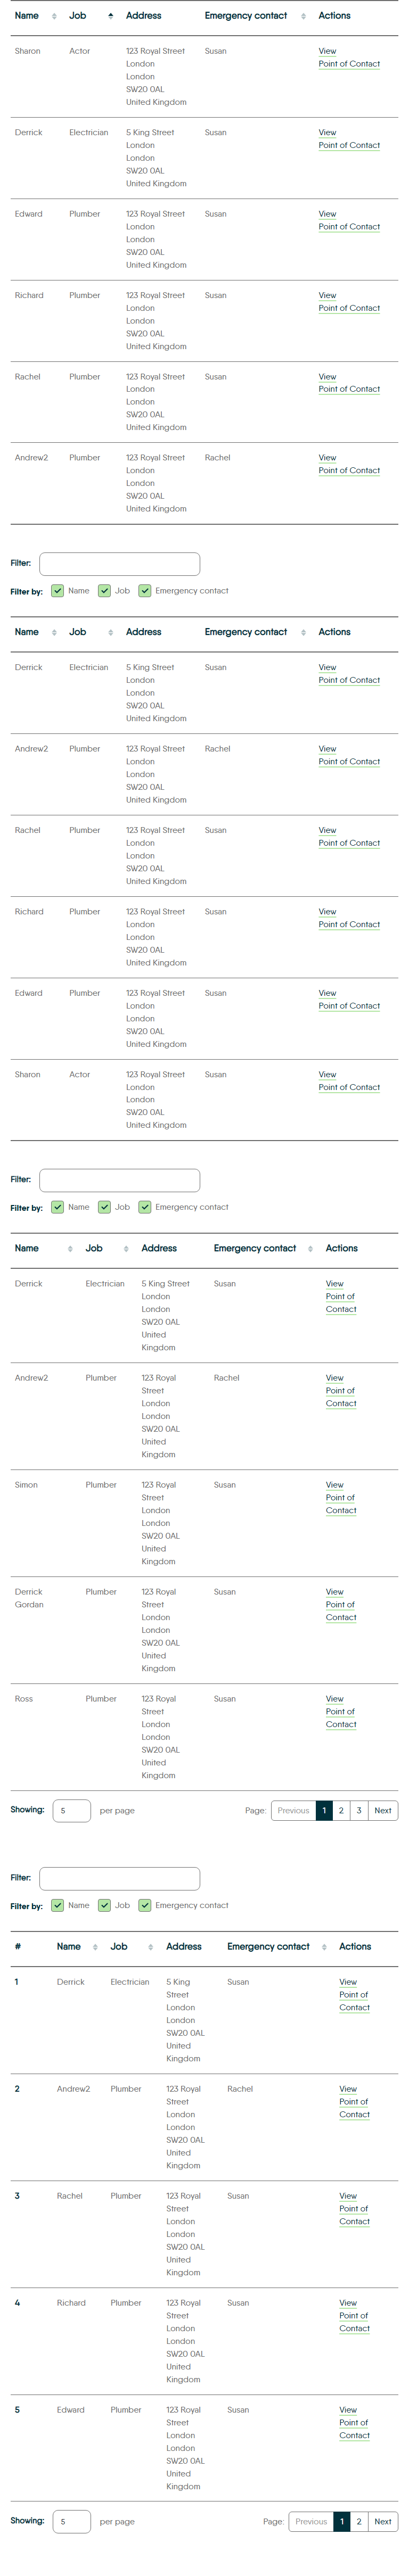 Name Job Address Emergency contact Actions
Sharon Actor 123 Royal Street Susan View
London Point of Contact
London
SW20 0AL
United Kingdom
Derrick Electrician 5 King Street Susan View
London Point of Contact
London
SW20 0AL
United Kingdom
Edward Plumber 123 Royal Street Susan View
London Point of Contact
London
SW20 0AL
United Kingdom
Richard Plumber 123 Royal Street Susan View
London Point of Contact
London
SW20 0AL
United Kingdom
Rachel Plumber 123 Royal Street Susan View
London Point of Contact
London
SW20 0AL
United Kingdom
Andrew2 Plumber 123 Royal Street Rachel View
London Point of Contact
London
SW20 0AL
United Kingdom
Filter:
Filter by: Name Job Emergency contact
Name Job Address Emergency contact Actions
Derrick Electrician 5 King Street Susan View
London Point of Contact
London
SW20 0AL
United Kingdom
Andrew2 Plumber 123 Royal Street Rachel View
London Point of Contact
London
SW20 0AL
United Kingdom
Rachel Plumber 123 Royal Street Susan View
London Point of Contact
London
SW20 0AL
United Kingdom
Richard Plumber 123 Royal Street Susan View
London Point of Contact
London
SW20 0AL
United Kingdom
Edward Plumber 123 Royal Street Susan View
London Point of Contact
London
SW20 0AL
United Kingdom
Sharon Actor 123 Royal Street Susan View
London Point of Contact
London
SW20 0AL
United Kingdom
Filter:
Filter by: Name Job Emergency contact
Name Job Address Emergency contact Actions
Derrick Electrician 5 King Street Susan View
London Point of
London Contact
SW20 0AL
United
Kingdom
Andrew2 Plumber 123 Royal Rachel View
Street Point of
London Contact
London
SW20 0AL
United
Kingdom
Simon Plumber 123 Royal Susan View
Street Point of
London Contact
London
SW20 0AL
United
Kingdom
Derrick Plumber 123 Royal Susan View
Gordan Street Point of
London Contact
London
SW20 0AL
United
Kingdom
Ross Plumber 123 Royal Susan View
Street Point of
London Contact
London
SW20 0AL
United
Kingdom
Showing: 5 per page Page: Previous 1 2 3 Next
Filter:
Filter by: Name Job Emergency contact
# Name Job Address Emergency contact Actions
1 Derrick Electrician 5 King Susan View
Street Point of
London Contact
London
SW20 0AL
United
Kingdom
2 Andrew2 Plumber 123 Royal Rachel View
Street Point of
London Contact
London
SW20 0AL
United
Kingdom
3 Rachel Plumber 123 Royal Susan View
Street Point of
London Contact
London
SW20 0AL
United
Kingdom
4 Richard Plumber 123 Royal Susan View
Street Point of
London Contact
London
SW20 0AL
United
Kingdom
5 Edward Plumber 123 Royal Susan View
Street Point of
London Contact
London
SW20 0AL
United
Kingdom
Showing: 5 per page Page: Previous 1 2 Next